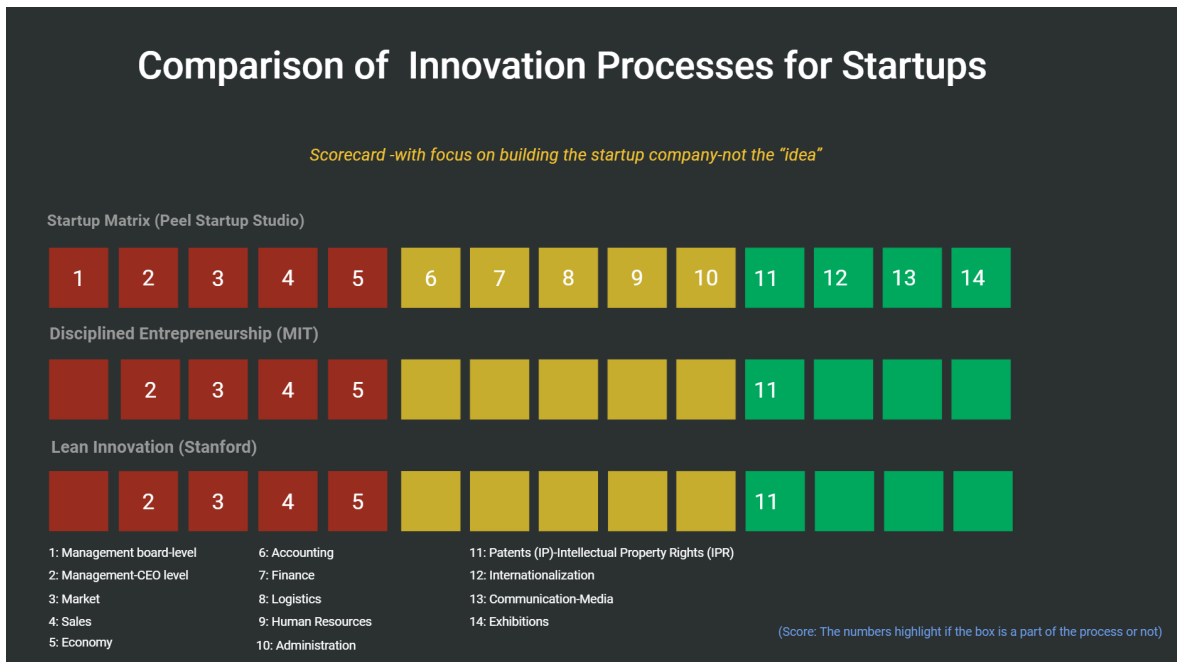 Comparison of Innovation Processes for Startups
Scorecard -with focus on building the startup company-not the “idea”
Startup Matrix (Peel Startup Studio)
1 2 3 4 5 6 7 8 9 10 11 12 13 14
Disciplined Entrepreneurship (MIT)
2 3 4 5 11
Lean Innovation (Stanford)
2 3 4 5 11
1: Management board-level
2: Management-CEO level
3: Market
4: Sales
5: Economy
6: Accounting
7: Finance
8: Logistics
9: Human Resources
10: Administration
11: Patents (IP)-Intellectual Property Rights (IPR)
12: Internationalization
13: Communication-Media
14: Exhibitions
(Score: The numbers highlight if the box is a part of the process or not)